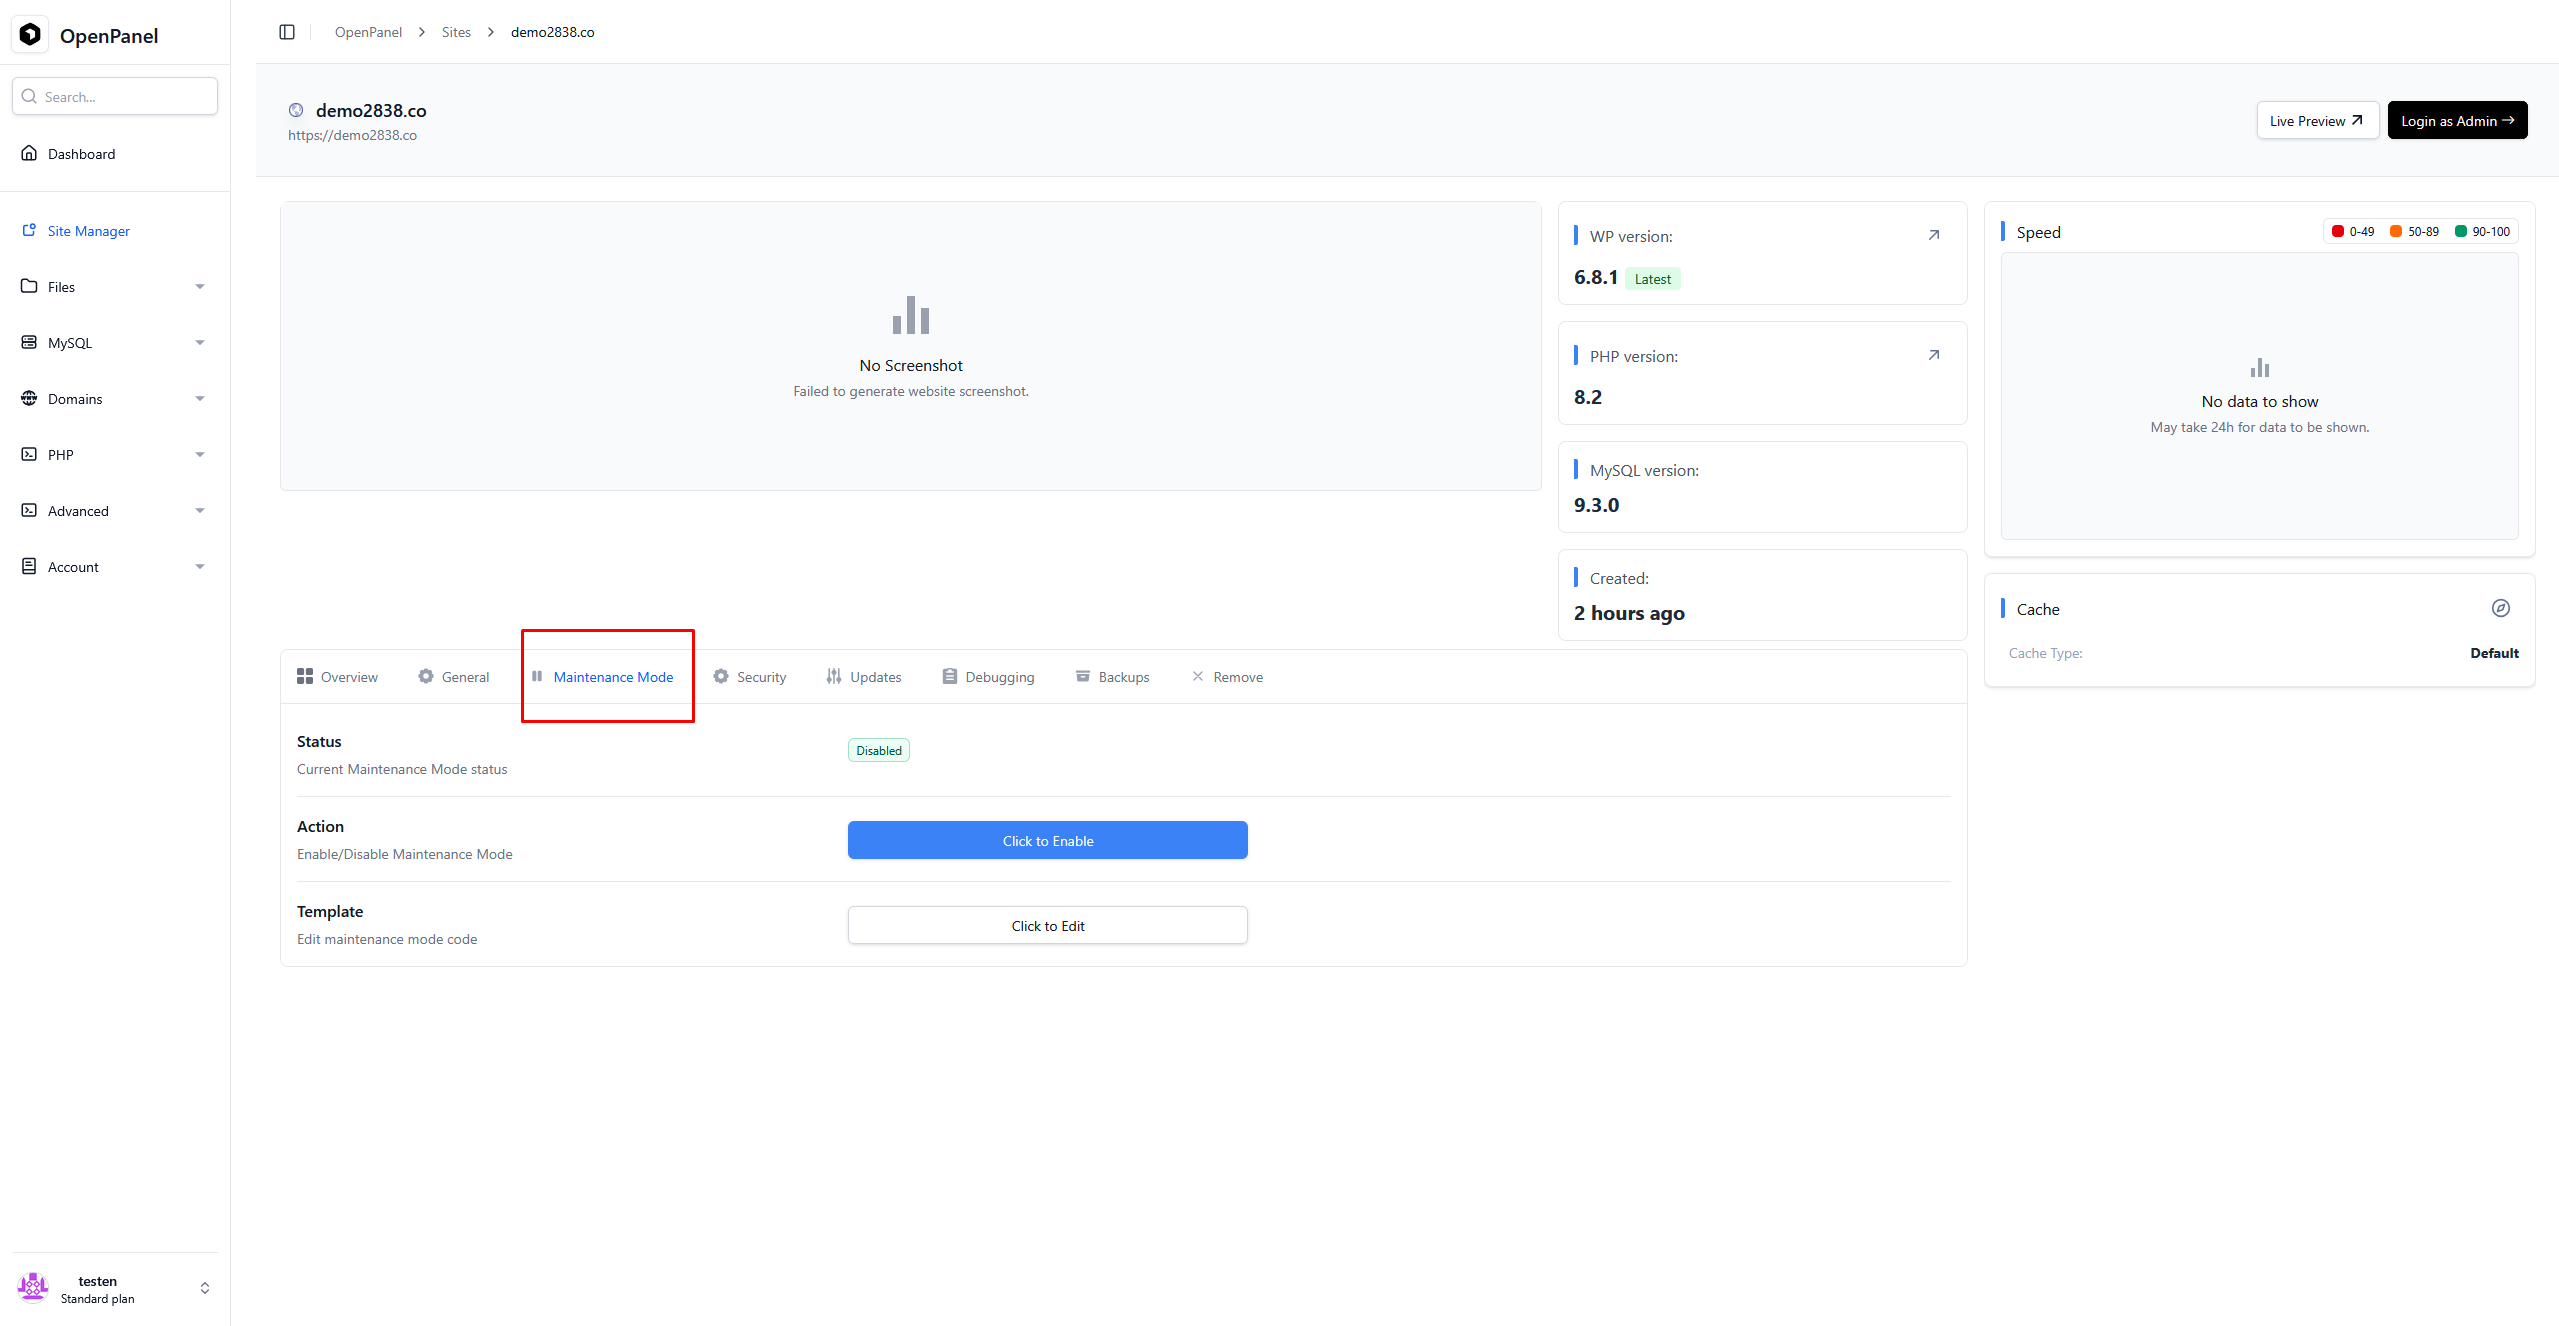 OpenPanel
Search...
Dashboard
Site Manager
Files
MySQL
Domains
PHP
Advanced
Account
testen
Standard plan
OpenPanel > Sites > demo2838.co
demo2838.co
https://demo2838.co
Live Preview
Login as Admin →
No Screenshot
Failed to generate website screenshot.
WP version:
6.8.1 Latest
PHP version:
8.2
MySQL version:
9.3.0
Created:
2 hours ago
Speed
0-49 50-89 90-100
No data to show
May take 24h for data to be shown.
Cache
Cache Type: Default
Overview General Maintenance Mode Security Updates Debugging Backups Remove
Status
Current Maintenance Mode status
Disabled
Action
Enable/Disable Maintenance Mode
Click to Enable
Template
Edit maintenance mode code
Click to Edit